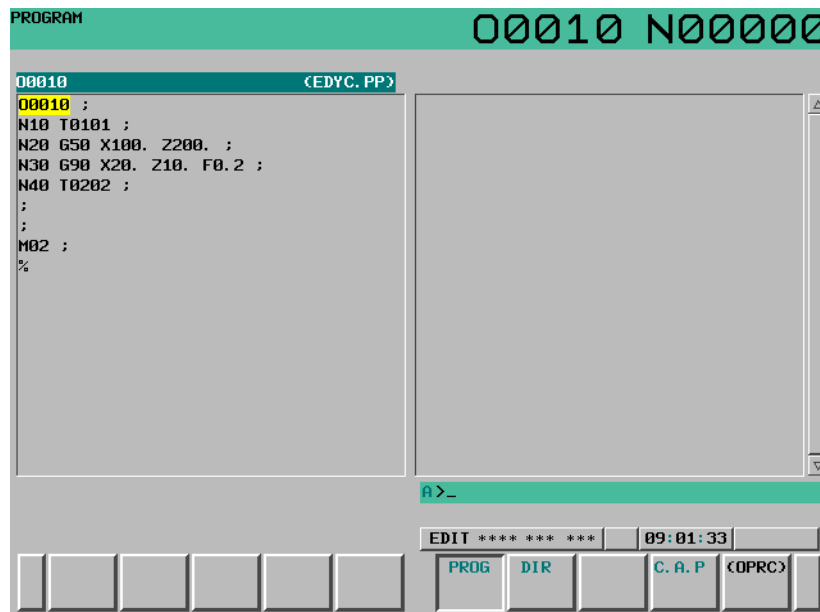 PROGRAM
O0010 N00000
O0010 (EDYC.PP)
O0010 ;
N10 T0101 ;
N20 G50 X100. Z200. ;
N30 G90 X20. Z10. F0.2 ;
N40 T0202 ;
;
;
M02 ;
%
A>_
EDIT **** *** *** 09:01:33
PROG DIR C.A.P (OPRC)